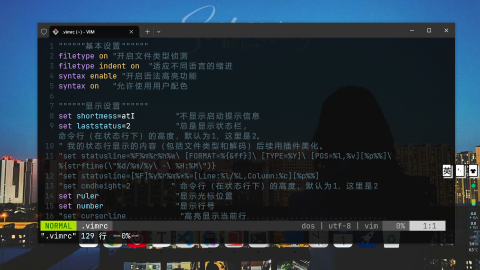 .vimrc (~) - VIM
1 """"""基本设置""""""
2 filetype on "开启文件类型侦测
3 filetype indent on "适应不同语言的缩进
4 syntax enable "开启语法高亮功能
5 syntax on "允许使用用户配色
6
7 """"""显示设置""""""
8 set shortmess=atI "不显示启动提示信息
9 set laststatus=2 "总是显示状态栏,
命令行（在状态行下）的高度，默认为1，这里是2。
10 " 我的状态行显示的内容（包括文件类型和解码）后续用插件美化。
11 "set statusline=%F%m%r%h%w\ [FORMAT=%{&ff}]\ [TYPE=%Y]\ [POS=%l,%v][%p%%]\
%{strftime(\"%d/%m/%y\ -\ %H:%M\")}
12 "set statusline=[%F]%y%r%m%*%=[Line:%l/%L,Column:%c][%p%%]
13 "set cmdheight=2 " 命令行（在状态行下）的高度，默认为1，这里是2
14 set ruler "显示光标位置
15 set number "显示行号
16 "set cursorline "高亮显示当前行
NORMAL .vimrc dos | utf-8 | vim 0% 1:1
".vimrc" 129 行 --0%--
英